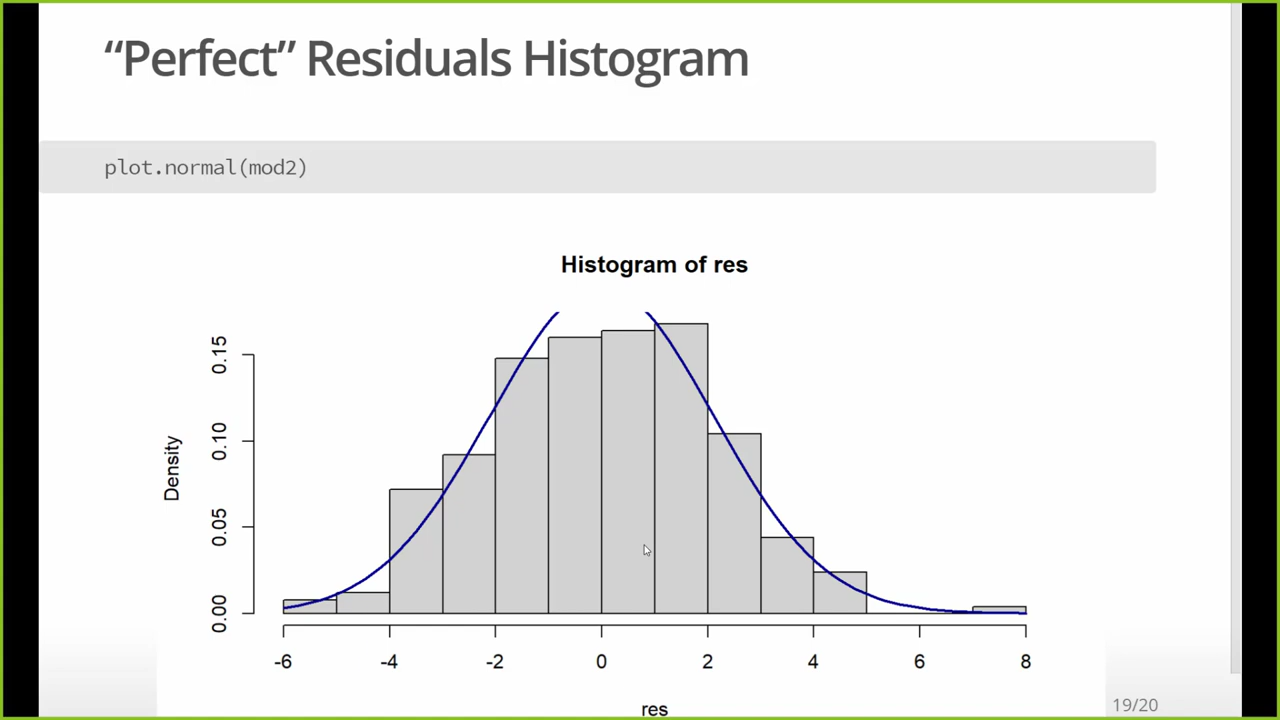 “Perfect” Residuals Histogram
plot.normal(mod2)
Histogram of res
Density
0.15
0.10
0.05
0.00
-6 -4 -2 0 2 4 6 8
res
19/20